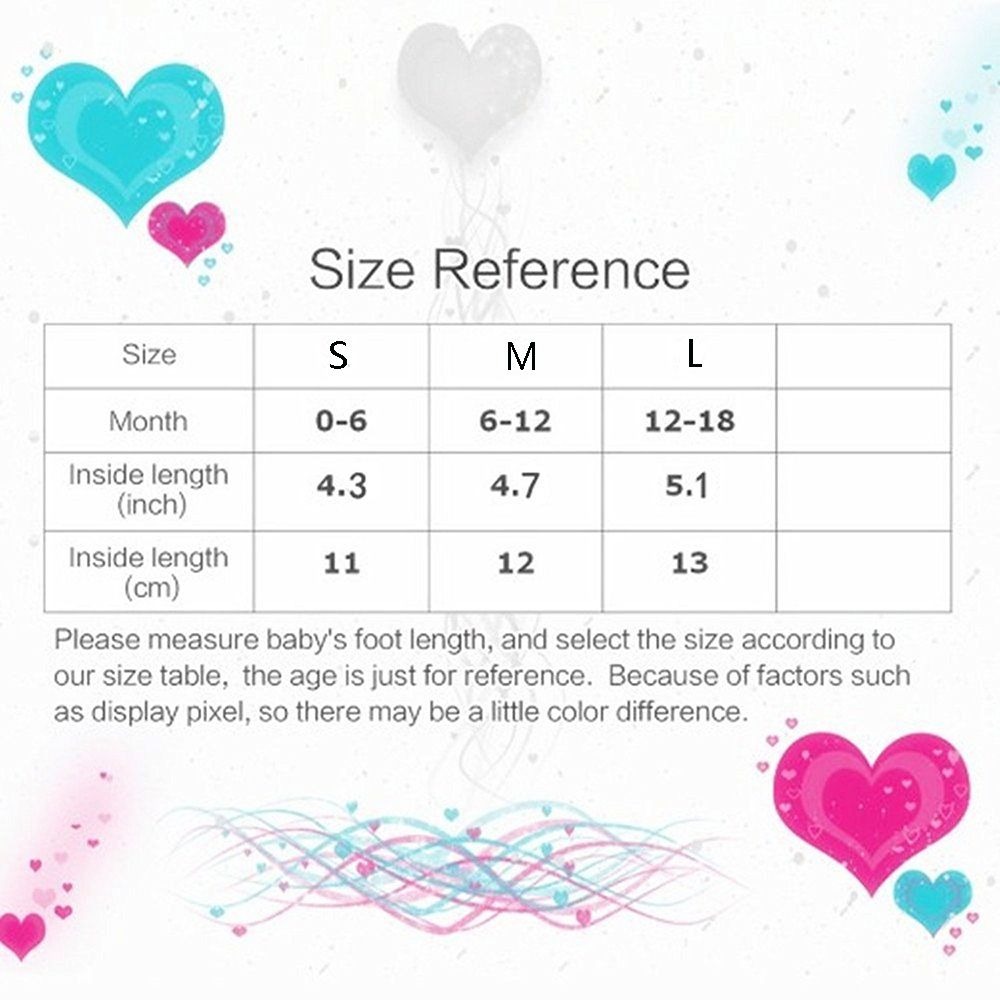 Size Reference
Size S M L
Month 0-6 6-12 12-18
Inside length
(inch) 4.3 4.7 5.1
Inside length
(cm) 11 12 13
Please measure baby's foot length, and select the size according to
our size table, the age is just for reference. Because of factors such
as display pixel, so there may be a little color difference.